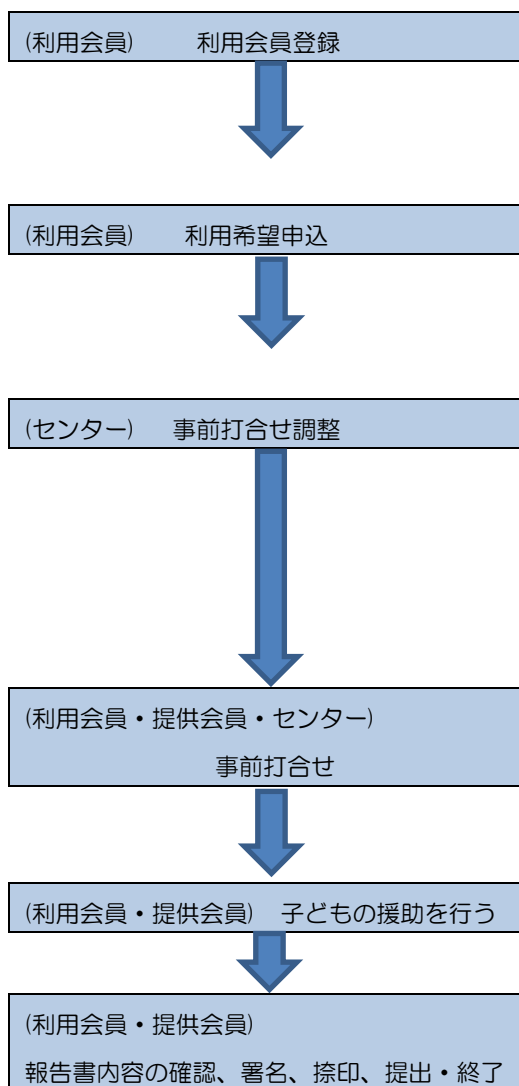 (利用会員)　　利用会員登録
(利用会員)　　利用希望申込
(センター)　事前打合せ調整
(利用会員・提供会員・センター)
事前打合せ
(利用会員・提供会員)　子どもの援助を行う
(利用会員・提供会員)
報告書内容の確認、署名、捺印、提出・終了